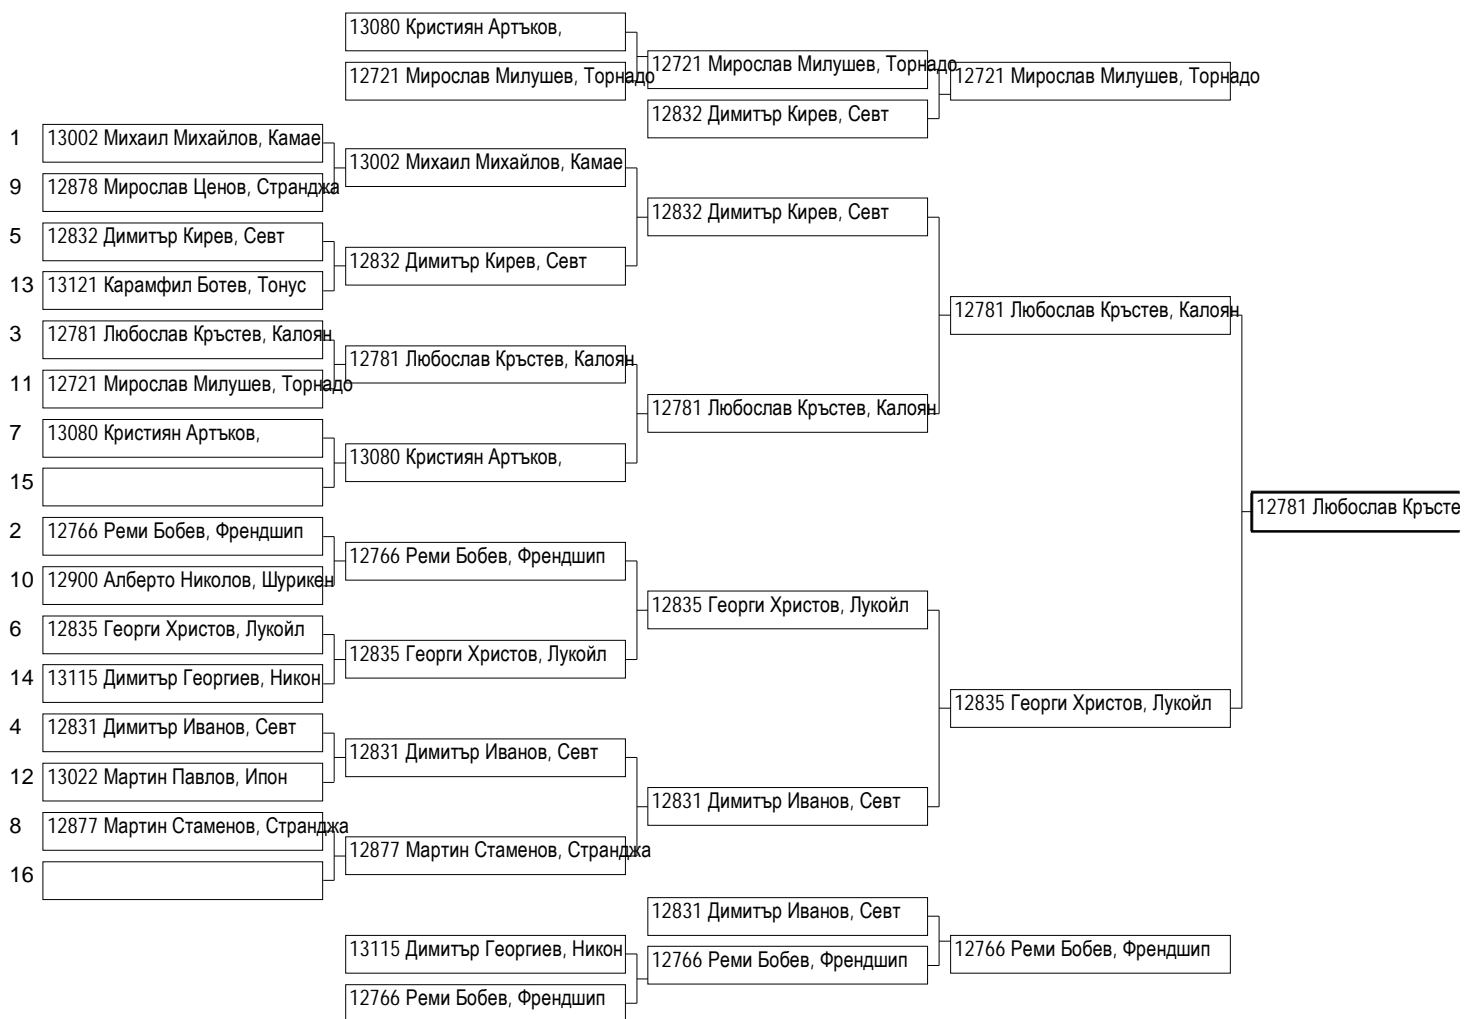 13080 Кристиян Артъков,
12721 Мирослав Милушев, Торнадо
12721 Мирослав Милушев, Торнадо
12721 Мирослав Милушев, Торнадо
12832 Димитър Кирев, Севт
1 13002 Михаил Михайлов, Камае
13002 Михаил Михайлов, Камае
9 12878 Мирослав Ценов, Странджа
12832 Димитър Кирев, Севт
5 12832 Димитър Кирев, Севт
12832 Димитър Кирев, Севт
13 13121 Карамфил Ботев, Тонус
12781 Любослав Кръстев, Калоян
3 12781 Любослав Кръстев, Калоян
12781 Любослав Кръстев, Калоян
11 12721 Мирослав Милушев, Торнадо
12781 Любослав Кръстев, Калоян
7 13080 Кристиян Артъков,
13080 Кристиян Артъков,
15
12781 Любослав Кръсте
2 12766 Реми Бобев, Френдшип
12766 Реми Бобев, Френдшип
10 12900 Алберто Николов, Шурикен
12835 Георги Христов, Лукойл
6 12835 Георги Христов, Лукойл
12835 Георги Христов, Лукойл
14 13115 Димитър Георгиев, Никон
12835 Георги Христов, Лукойл
4 12831 Димитър Иванов, Севт
12831 Димитър Иванов, Севт
12 13022 Мартин Павлов, Ипон
12831 Димитър Иванов, Севт
8 12877 Мартин Стаменов, Странджа
12877 Мартин Стаменов, Странджа
16
12831 Димитър Иванов, Севт
13115 Димитър Георгиев, Никон
12766 Реми Бобев, Френдшип
12766 Реми Бобев, Френдшип
12766 Реми Бобев, Френдшип